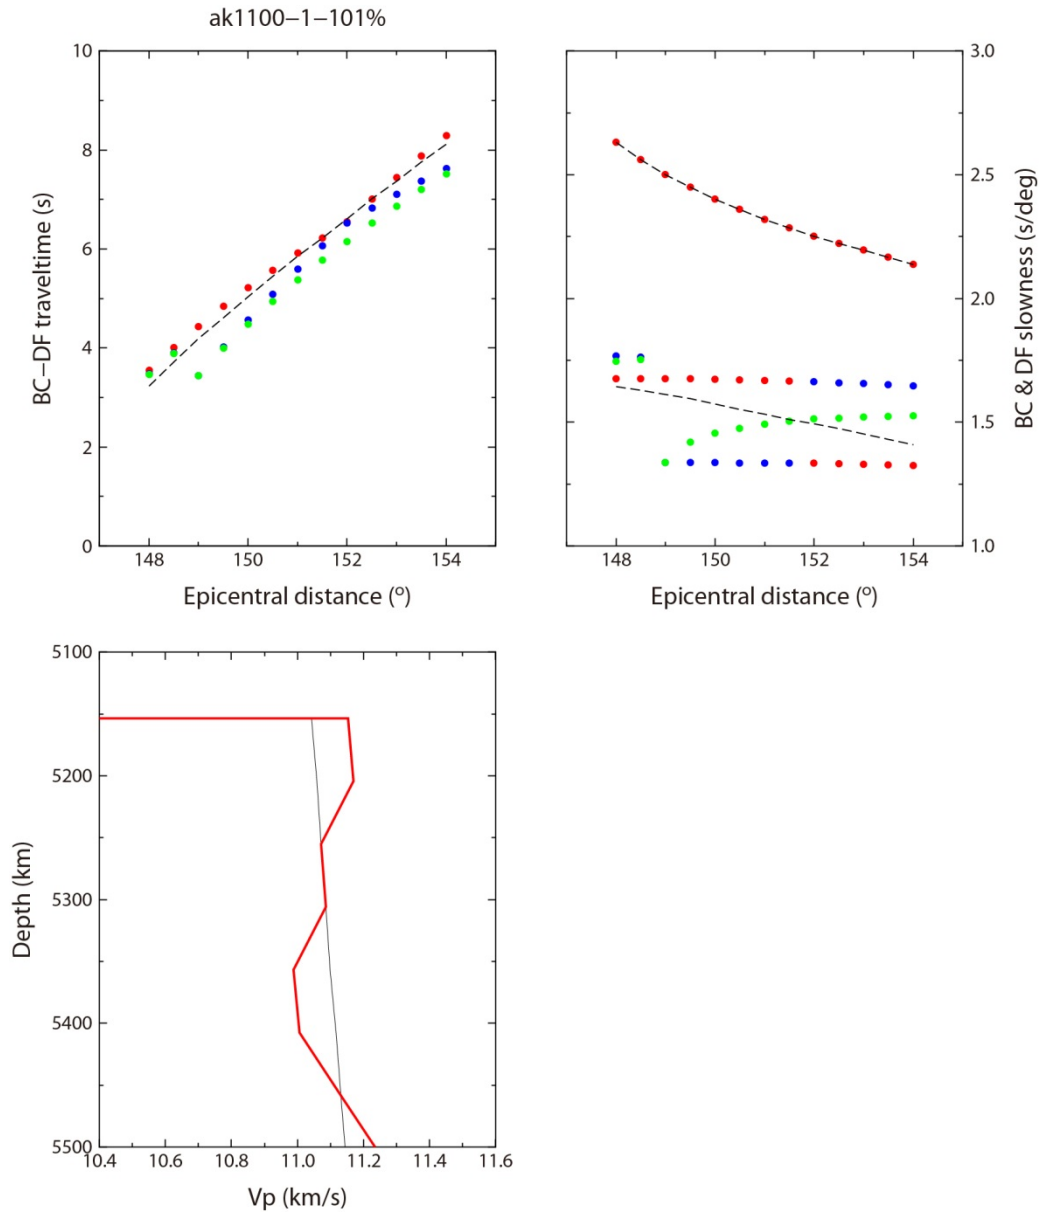 ak1100−1−101%
10
8
6
4
2
0
BC−DF traveltime (s)
148 150 152 154
Epicentral distance (º)
3.0
2.5
2.0
1.5
1.0
BC & DF slowness (s/deg)
148 150 152 154
Epicentral distance (º)
5100
5200
5300
5400
5500
Depth (km)
10.4 10.6 10.8 11.0 11.2 11.4 11.6
Vp (km/s)